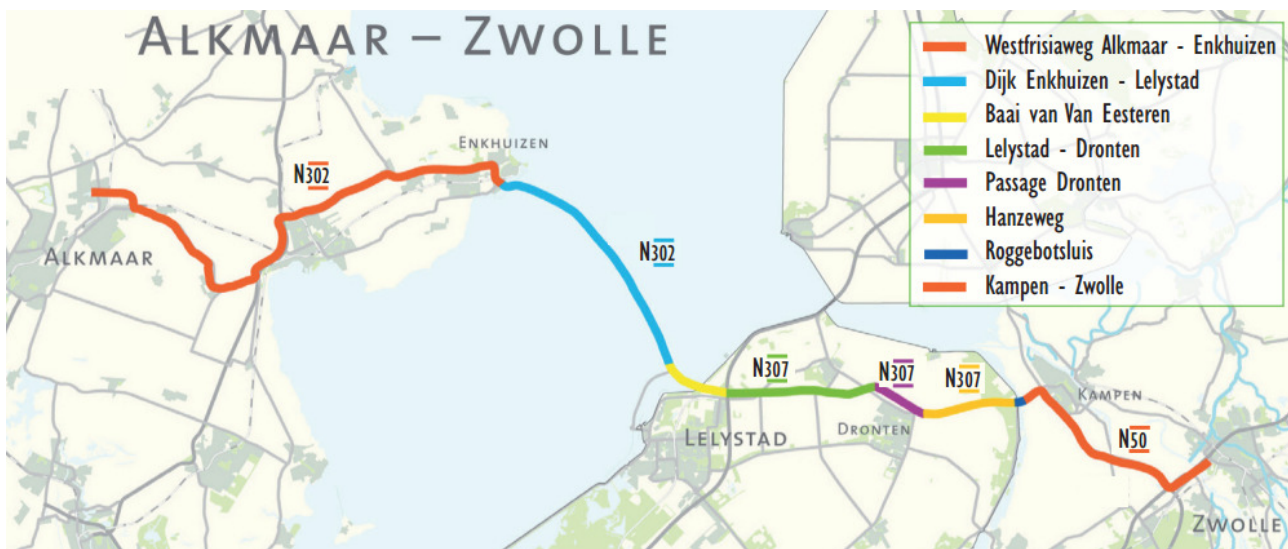 Alkmaar – Zwolle
Westfrisiaweg Alkmaar - Enkhuizen
Dijk Enkhuizen - Lelystad
Baai van Van Eesteren
Lelystad - Dronten
Passage Dronten
Hanzeweg
Roggebotsluis
Kampen - Zwolle
Enkhuizen
N302
Alkmaar
N302
N307
N307
N307
Kampen
Lelystad
Dronten
N50
Zwolle